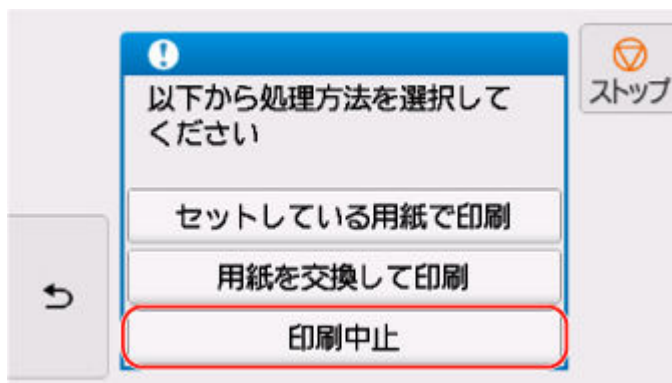 以下から処理方法を選択して
ください
ストップ
セットしている用紙で印刷
用紙を交換して印刷
印刷中止